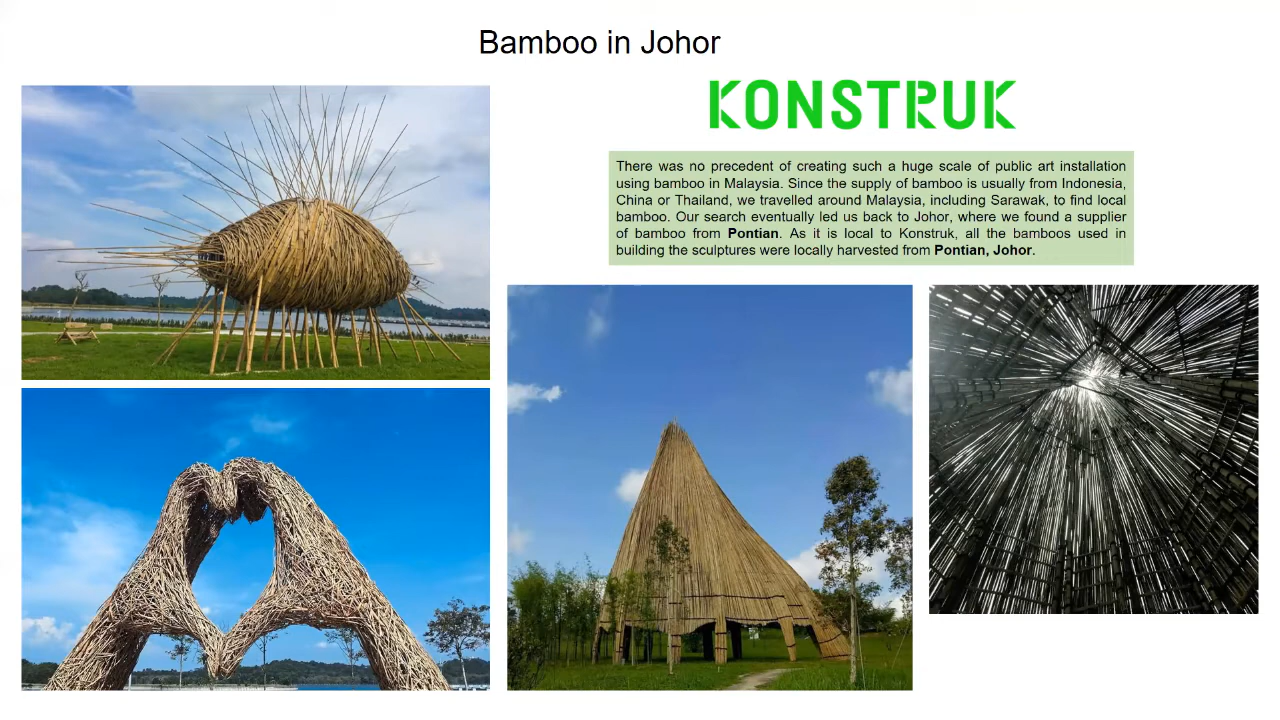 Bamboo in Johor
KONSTRUK
There was no precedent of creating such a huge scale of public art installation
using bamboo in Malaysia. Since the supply of bamboo is usually from Indonesia,
China or Thailand, we travelled around Malaysia, including Sarawak, to find local
bamboo. Our search eventually led us back to Johor, where we found a supplier
of bamboo from Pontian. As it is local to Konstruk, all the bamboos used in
building the sculptures were locally harvested from Pontian, Johor.